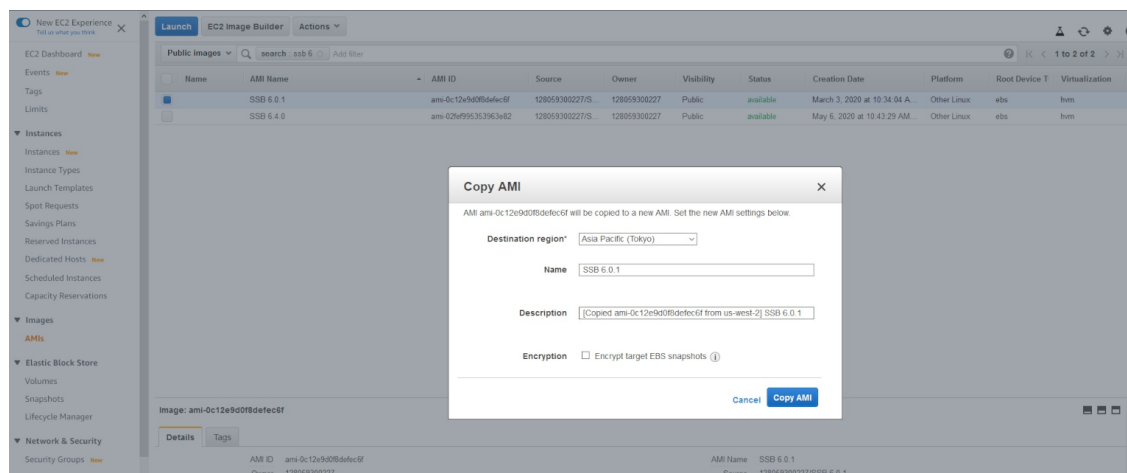 New EC2 Experience
Tell us what you think
EC2 Dashboard New
Events New
Tags
Limits
Instances
Instances New
Instance Types
Launch Templates
Spot Requests
Savings Plans
Reserved Instances
Dedicated Hosts New
Scheduled Instances
Capacity Reservations
Images
AMIs
Elastic Block Store
Volumes
Snapshots
Lifecycle Manager
Network & Security
Security Groups New
Launch EC2 Image Builder Actions
Public images search : ssb 6 Add filter 1 to 2 of 2
Name AMI Name AMI ID Source Owner Visibility Status Creation Date Platform Root Device T Virtualization
SSB 6.0.1 ami-0c12e9d0f8defec6f 128059300227/S... 128059300227 Public available March 3, 2020 at 10:34:04 A... Other Linux ebs hvm
SSB 6.4.0 ami-02fef995353963e82 128059300227/S... 128059300227 Public available May 6, 2020 at 10:43:29 AM... Other Linux ebs hvm
Copy AMI
AMI ami-0c12e9d0f8defec6f will be copied to a new AMI. Set the new AMI settings below.
Destination region* Asia Pacific (Tokyo)
Name SSB 6.0.1
Description [Copied ami-0c12e9d0f8defec6f from us-west-2] SSB 6.0.1
Encryption Encrypt target EBS snapshots
Cancel Copy AMI
Image: ami-0c12e9d0f8defec6f
Details Tags
AMI ID ami-0c12e9d0f8defec6f AMI Name SSB 6.0.1
Owner 128059300227 Source 128059300227/SSB 6.0.1